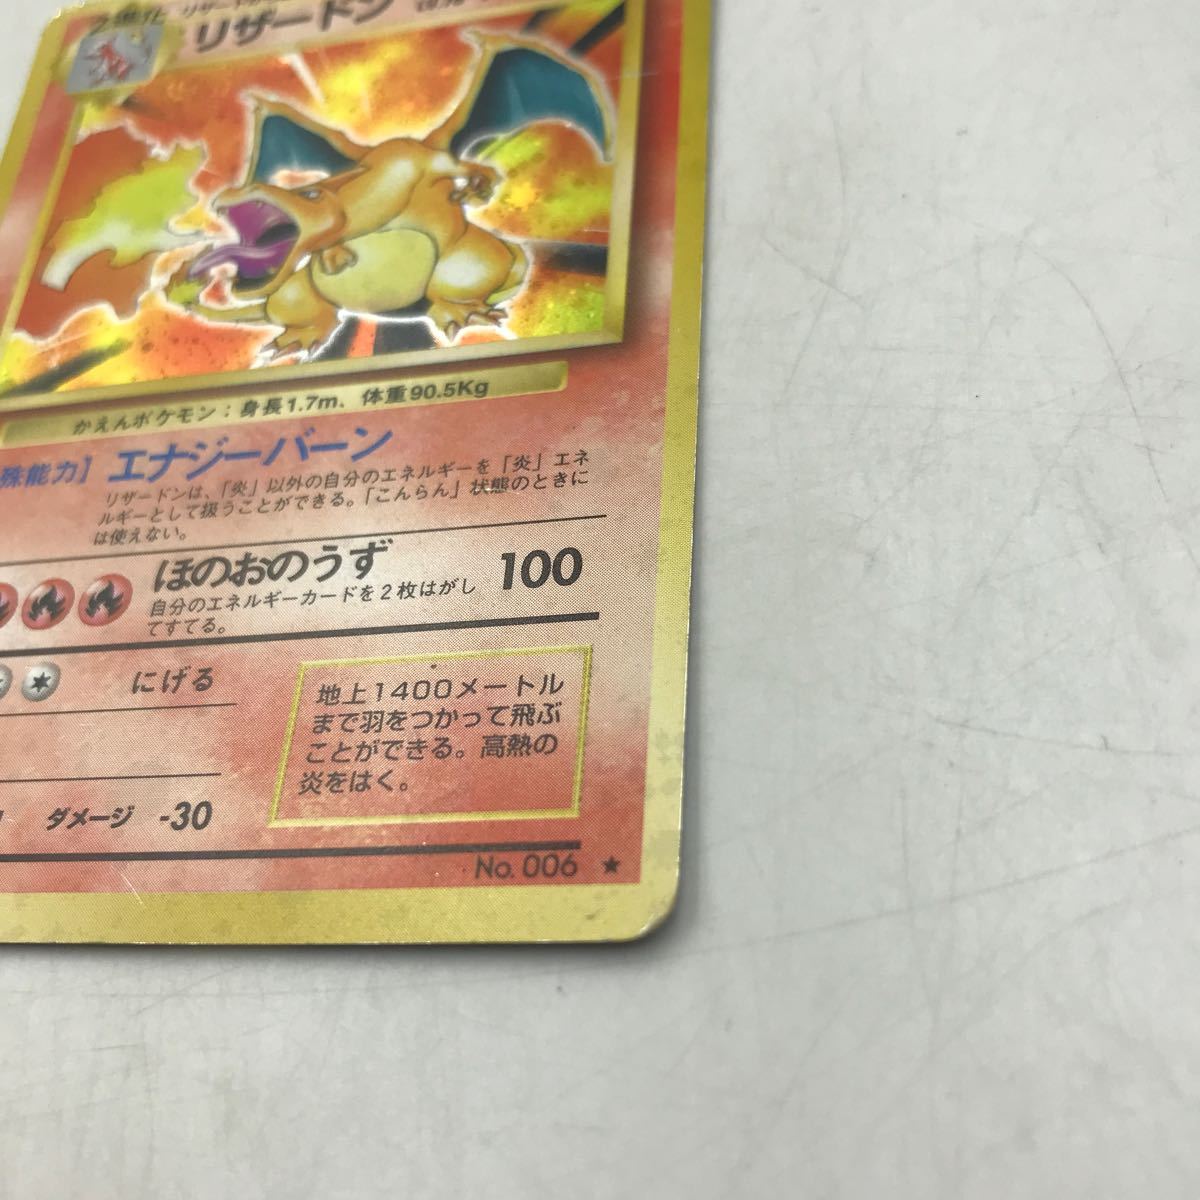 2進化
リザードン
かえんポケモン：身長1.7m、体重90.5Kg
殊能力】エナジーバーン
リザードンは、「炎」以外の自分のエネルギーを「炎」エネ
ルギーとして扱うことができる。「こんらん」状態のときに
は使えない。
ほのおのうず 100
自分のエネルギーカードを2枚はがし
てすてる。
にげる
ダメージ -30
地上1400メートル
まで羽をつかって飛ぶ
ことができる。高熱の
炎をはく。
No. 006 ★